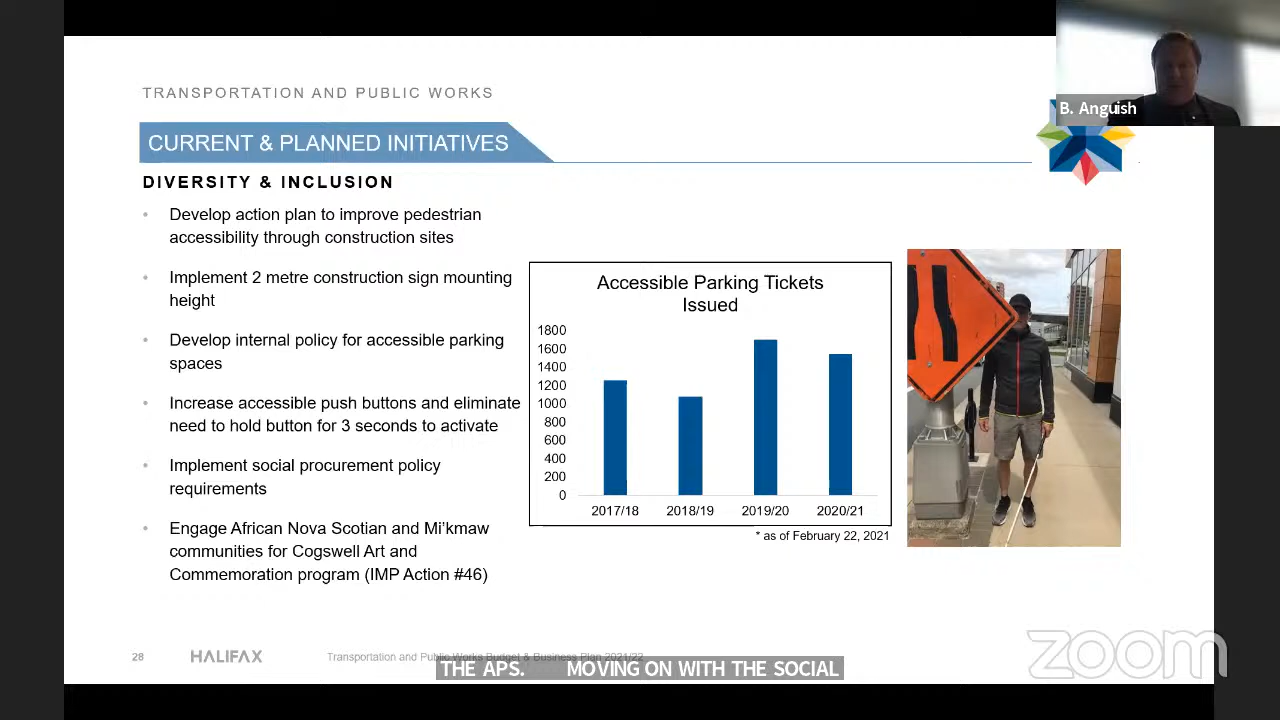 TRANSPORTATION AND PUBLIC WORKS
B. Anguish
CURRENT & PLANNED INITIATIVES
DIVERSITY & INCLUSION
• Develop action plan to improve pedestrian
accessibility through construction sites
• Implement 2 metre construction sign mounting
height
• Develop internal policy for accessible parking
spaces
• Increase accessible push buttons and eliminate
need to hold button for 3 seconds to activate
• Implement social procurement policy
requirements
• Engage African Nova Scotian and Mi’kmaw
communities for Cogswell Art and
Commemoration program (IMP Action #46)
Accessible Parking Tickets
Issued
1800
1600
1400
1200
1000
800
600
400
200
0
2017/18 2018/19 2019/20 2020/21
* as of February 22, 2021
28 HALIFAX Transportation and Public Works Budget & Business Plan 2021/22
THE APS. MOVING ON WITH THE SOCIAL
zoom